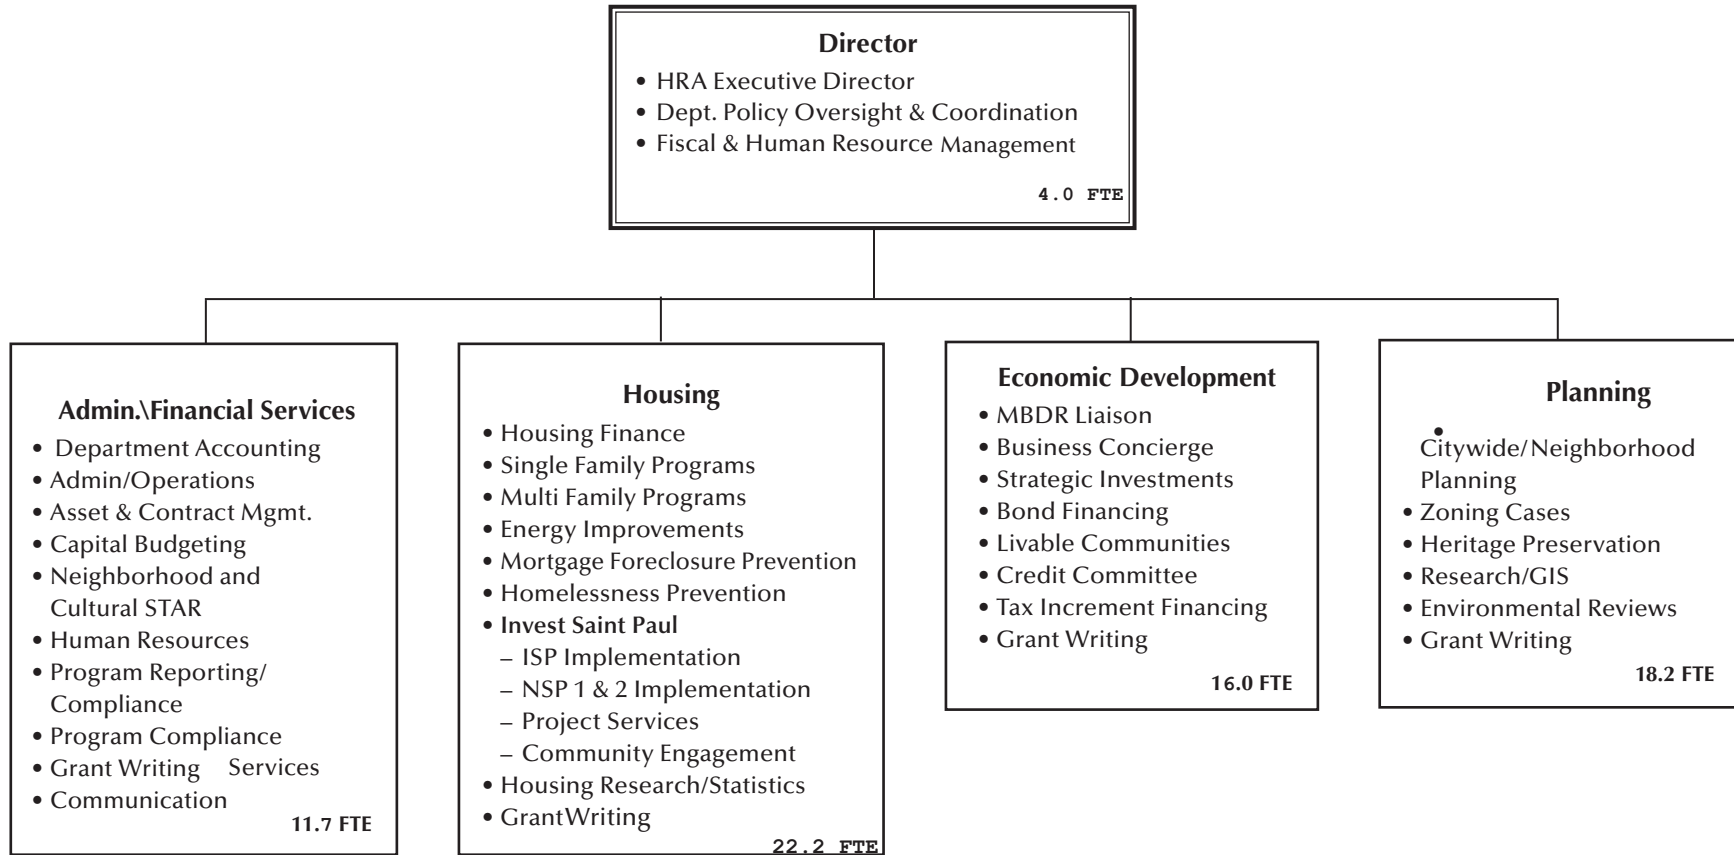 Director
• HRA Executive Director
• Dept. Policy Oversight & Coordination
• Fiscal & Human Resource Management
4.0 FTE
Admin.\Financial Services
• Department Accounting
• Admin/Operations
• Asset & Contract Mgmt.
• Capital Budgeting
• Neighborhood and
Cultural STAR
• Human Resources
• Program Reporting/
Compliance
• Program Compliance
• Grant Writing Services
• Communication
11.7 FTE
Housing
• Housing Finance
• Single Family Programs
• Multi Family Programs
• Energy Improvements
• Mortgage Foreclosure Prevention
• Homelessness Prevention
• Invest Saint Paul
– ISP Implementation
– NSP 1 & 2 Implementation
– Project Services
– Community Engagement
• Housing Research/Statistics
• GrantWriting
22.2 FTE
Economic Development
• MBDR Liaison
• Business Concierge
• Strategic Investments
• Bond Financing
• Livable Communities
• Credit Committee
• Tax Increment Financing
• Grant Writing
16.0 FTE
Planning
• Citywide/Neighborhood
Planning
• Zoning Cases
• Heritage Preservation
• Research/GIS
• Environmental Reviews
• Grant Writing
18.2 FTE